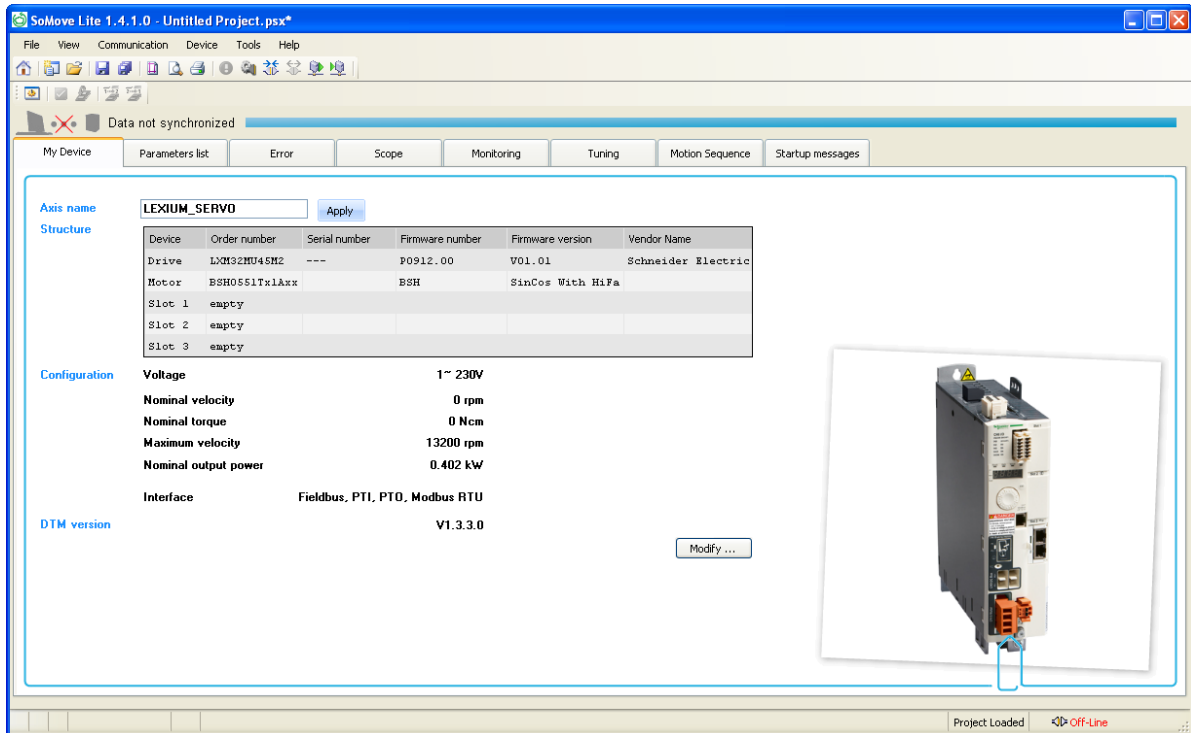 SoMove Lite 1.4.1.0 - Untitled Project.psx*
File View Communication Device Tools Help
Data not synchronized
My Device Parameters list Error Scope Monitoring Tuning Motion Sequence Startup messages
Axis name LEXIUM_SERVO Apply
Structure
Device Order number Serial number Firmware number Firmware version Vendor Name
Drive LXM32MU45M2 --- P0912.00 V01.01 Schneider Electric
Motor BSH0551Tx1Axx BSH SinCos With HiFa
Slot 1 empty
Slot 2 empty
Slot 3 empty
Configuration Voltage 1~ 230V
Nominal velocity 0 rpm
Nominal torque 0 Ncm
Maximum velocity 13200 rpm
Nominal output power 0.402 kW
Interface Fieldbus, PTI, PTO, Modbus RTU
DTM version V1.3.3.0
Modify ...
Project Loaded Off-Line